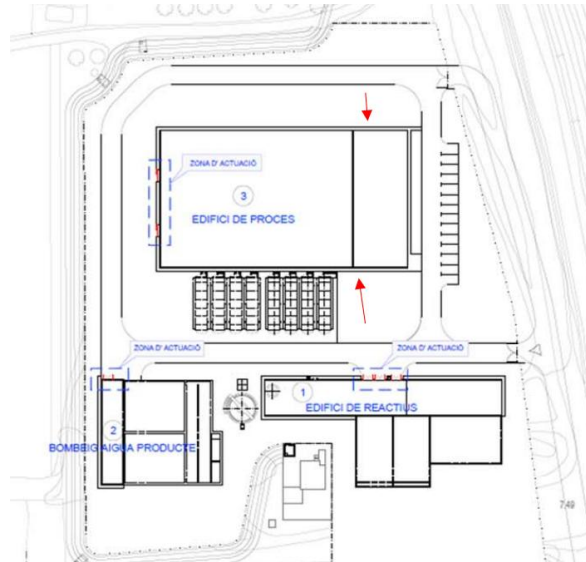 ZONA D' ACTUACIÓ
3
EDIFICI DE PROCES
ZONA D' ACTUACIÓ
ZONA D' ACTUACIÓ
1
EDIFICI DE REACTIUS
2
BOMBEIG AIGUA PRODUCTE
7,49